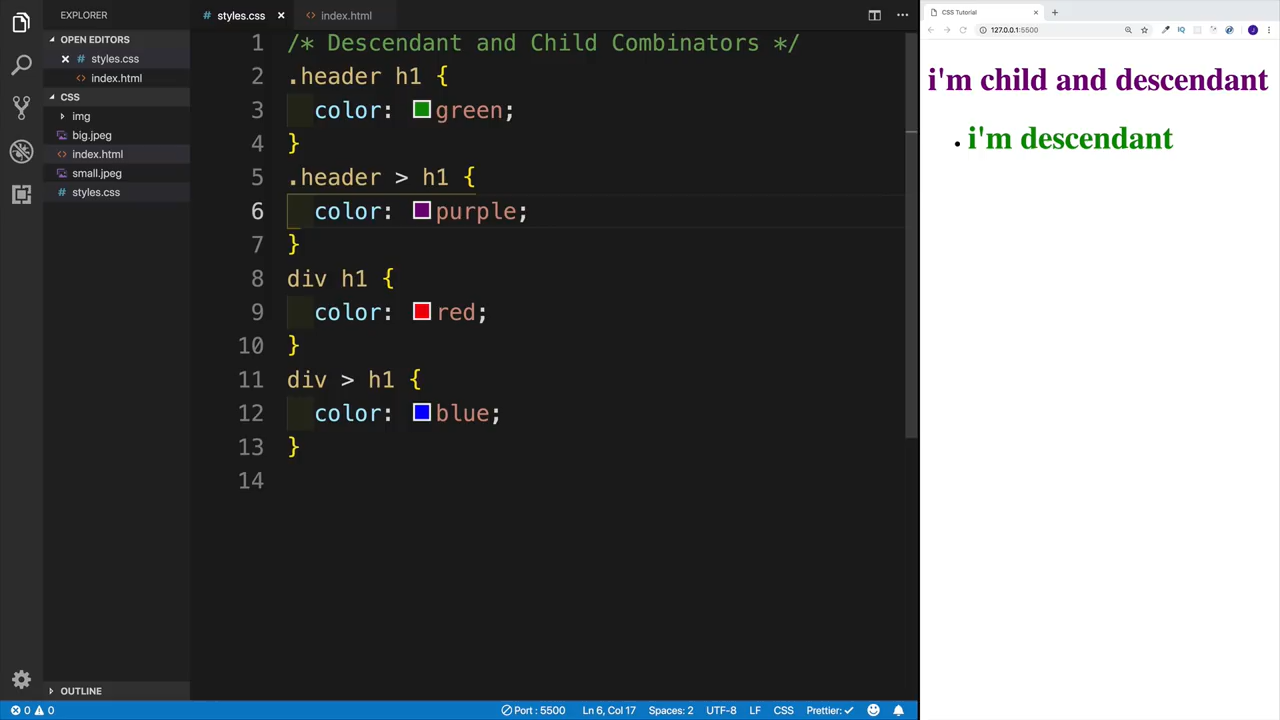 EXPLORER
OPEN EDITORS
styles.css
index.html
CSS
img
big.jpeg
index.html
small.jpeg
styles.css
OUTLINE
styles.css
index.html
1 /* Descendant and Child Combinators */
2 .header h1 {
3 color: green;
4 }
5 .header > h1 {
6 color: purple;
7 }
8 div h1 {
9 color: red;
10 }
11 div > h1 {
12 color: blue;
13 }
14
0 0
Port : 5500
Ln 6, Col 17
Spaces: 2
UTF-8
LF
CSS
Prettier: ✓
CSS Tutorial
127.0.0.1:5500
IQ
J
i'm child and descendant
• i'm descendant